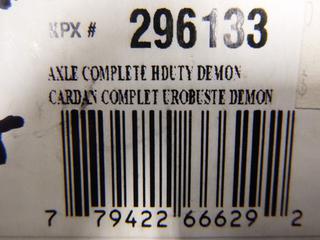 KPX # 296133
AXLE COMPLETE HDUTY DEMON
CARDAN COMPLET UROBUSTE DEMON
7 79422 66629 2